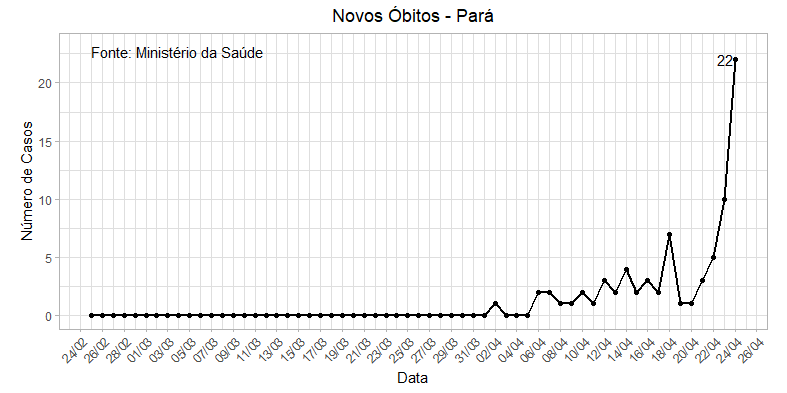 Novos Óbitos - Pará
Fonte: Ministério da Saúde
22
Número de Casos
20
15
10
5
0
24/02 26/02 28/02 01/03 03/03 05/03 07/03 09/03 11/03 13/03 15/03 17/03 19/03 21/03 23/03 25/03 27/03 29/03 31/03 02/04 04/04 06/04 08/04 10/04 12/04 14/04 16/04 18/04 20/04 22/04 24/04 26/04
Data